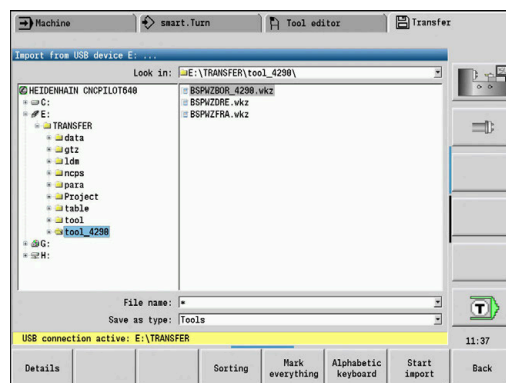 Machine smart.Turn Tool editor Transfer
Import from USB device E: ...
Look in: E:\TRANSFER\tool_4290\
HEIDENHAIN CNCPILOT640
C:
E:
TRANSFER
data
gtz
ldm
ncps
para
Project
table
tool
tool_4290
G:
H:
BSPWZBOR_4290.wkz
BSPWZDRE.wkz
BSPWZFRA.wkz
File name: *
Save as type: Tools
USB connection active: E:\TRANSFER
T
11:37
Details Sorting Mark everything Alphabetic keyboard Start import Back